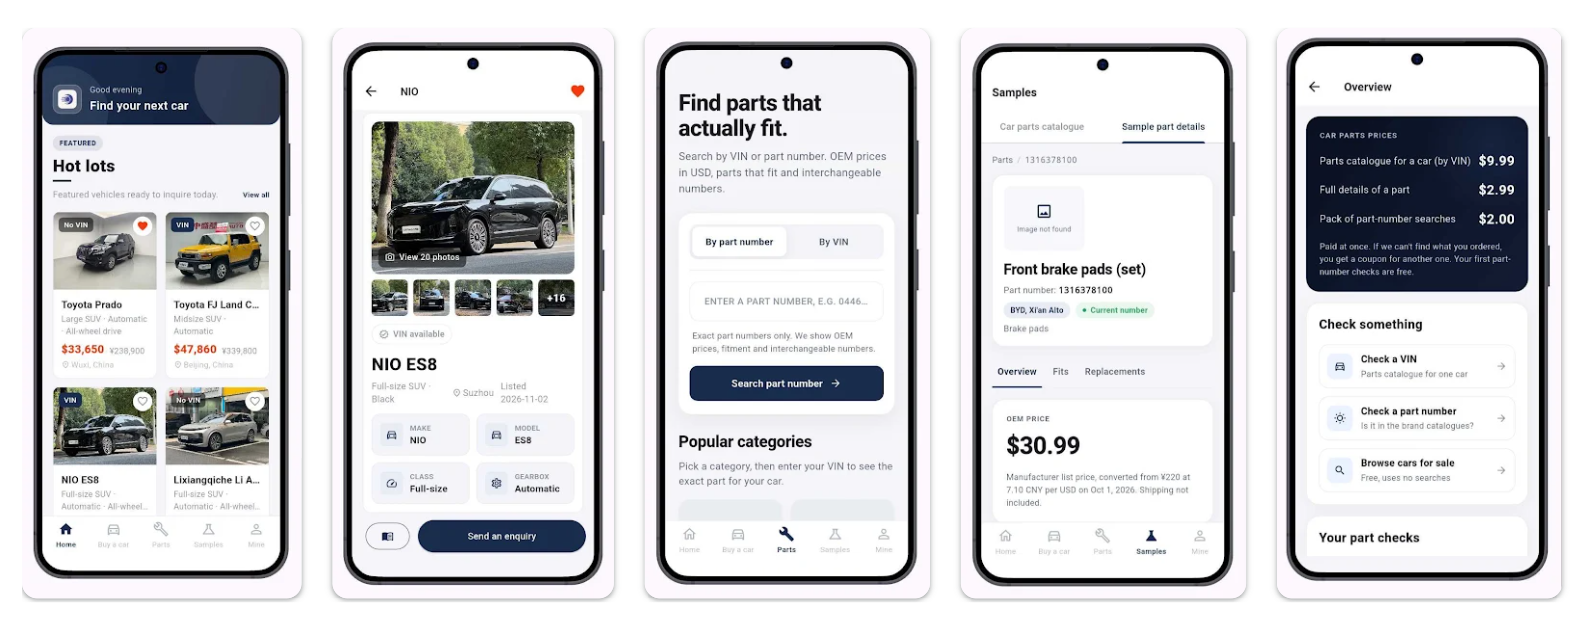 Good evening
Find your next car
FEATURED
Hot lots
Featured vehicles ready to inquire today.
View all
No VIN
VIN
Toyota Prado
Large SUV · Automatic
· All-wheel drive
$33,650 ¥238,900
Wuxi, China
Toyota FJ Land C...
Midsize SUV ·
Automatic
$47,860 ¥339,800
Beijing, China
VIN
No VIN
NIO ES8
Full-size SUV ·
Automatic · All-wheel...
Lixiangqiche Li A...
Full-size SUV ·
Automatic · All-wheel...
Home
Buy a car
Parts
Samples
Mine
NIO
View 20 photos
+16
VIN available
NIO ES8
Full-size SUV ·
Black
Suzhou
Listed
2026-11-02
MAKE
NIO
MODEL
ES8
CLASS
Full-size
GEARBOX
Automatic
Send an enquiry
Find parts that
actually fit.
Search by VIN or part number. OEM prices
in USD, parts that fit and interchangeable
numbers.
By part number
By VIN
ENTER A PART NUMBER, E.G. 0446...
Exact part numbers only. We show OEM
prices, fitment and interchangeable numbers.
Search part number
Popular categories
Pick a category, then enter your VIN to see the
exact part for your car.
Home
Buy a car
Parts
Samples
Mine
Samples
Car parts catalogue
Sample part details
Parts / 1316378100
Image not found
Front brake pads (set)
Part number: 1316378100
BYD, Xi'an Alto
Current number
Brake pads
Overview
Fits
Replacements
OEM PRICE
$30.99
Manufacturer list price, converted from ¥220 at
7.10 CNY per USD on Oct 1, 2026. Shipping not
included.
Home
Buy a car
Parts
Samples
Mine
Overview
CAR PARTS PRICES
Parts catalogue for a car (by VIN) $9.99
Full details of a part $2.99
Pack of part-number searches $2.00
Paid at once. If we can't find what you ordered,
you get a coupon for another one. Your first part-
number checks are free.
Check something
Check a VIN
Parts catalogue for one car
Check a part number
Is it in the brand catalogues?
Browse cars for sale
Free, uses no searches
Your part checks